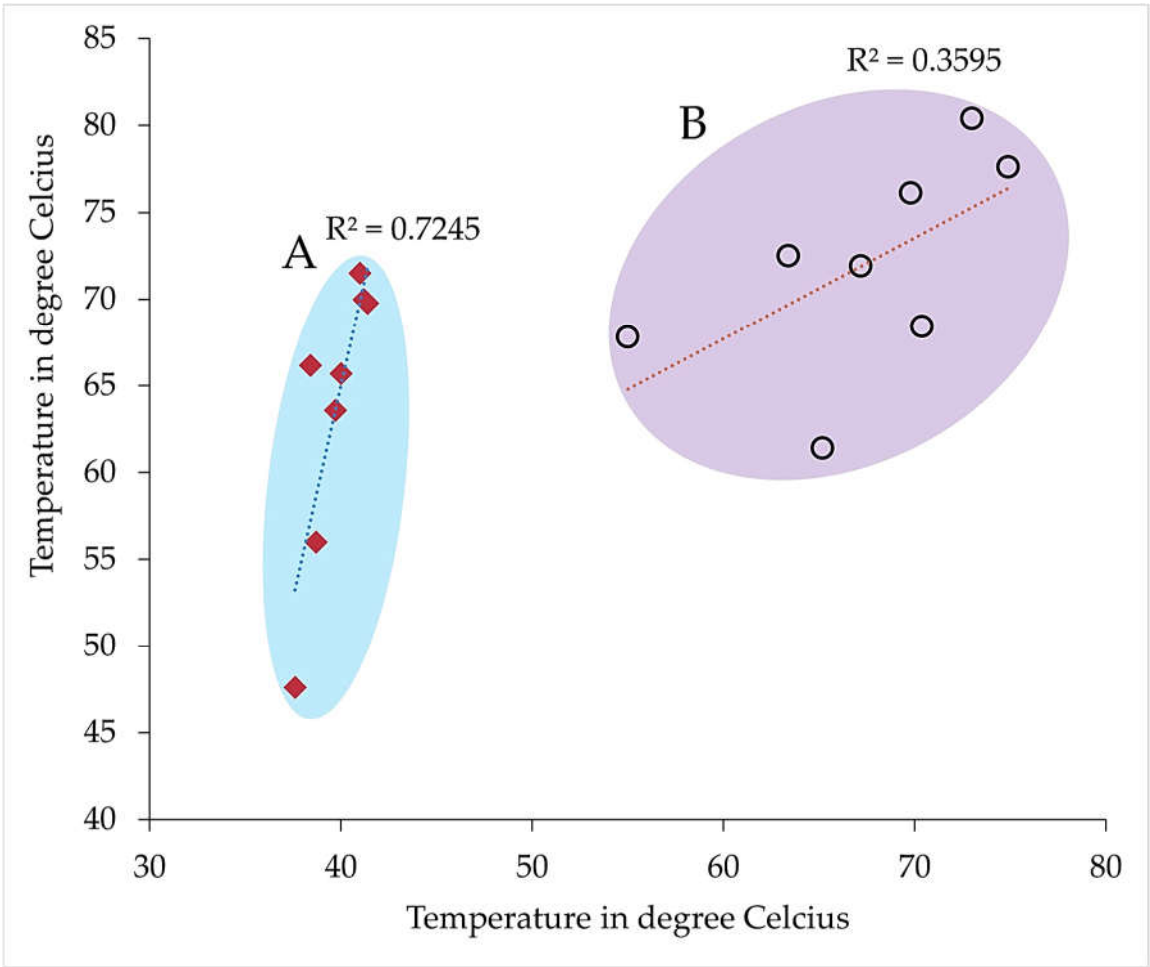 85
R² = 0.3595
80
B
75
R² = 0.7245
A
70
65
60
55
50
45
40
30 40 50 60 70 80
Temperature in degree Celcius
Temperature in degree Celcius